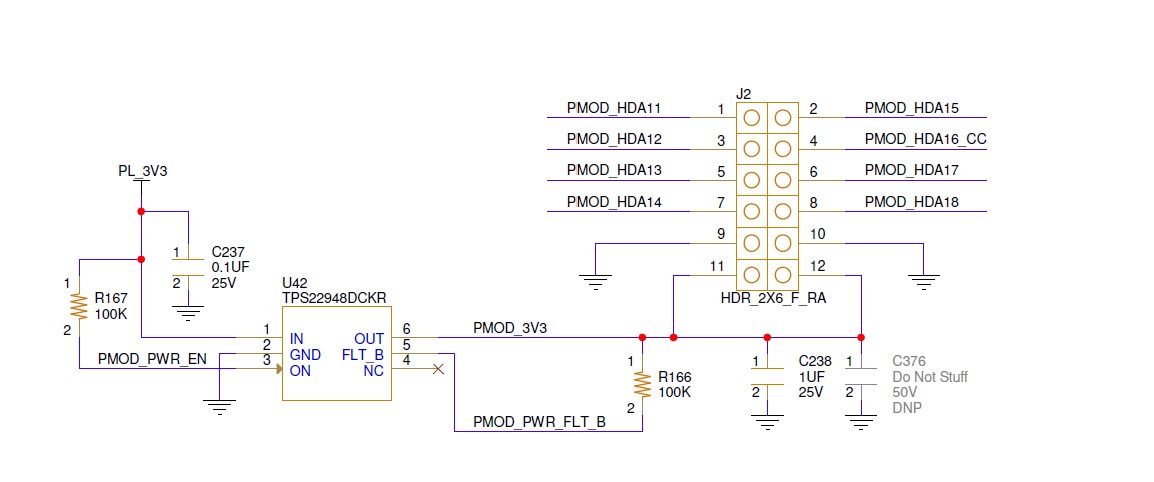 J2
PMOD_HDA11 1 2 PMOD_HDA15
PMOD_HDA12 3 4 PMOD_HDA16_CC
PMOD_HDA13 5 6 PMOD_HDA17
PMOD_HDA14 7 8 PMOD_HDA18
9 10
11 12
HDR_2X6_F_RA
PL_3V3
1 C237
0.1UF
2 25V
1 R167
100K
2
U42
TPS22948DCKR
1 IN OUT 6 PMOD_3V3
2 GND FLT_B 5
PMOD_PWR_EN 3 ON NC 4
PMOD_PWR_FLT_B
1 R166
100K
2
1 C238
1UF
2 25V
1 C376
Do Not Stuff
2 50V
DNP